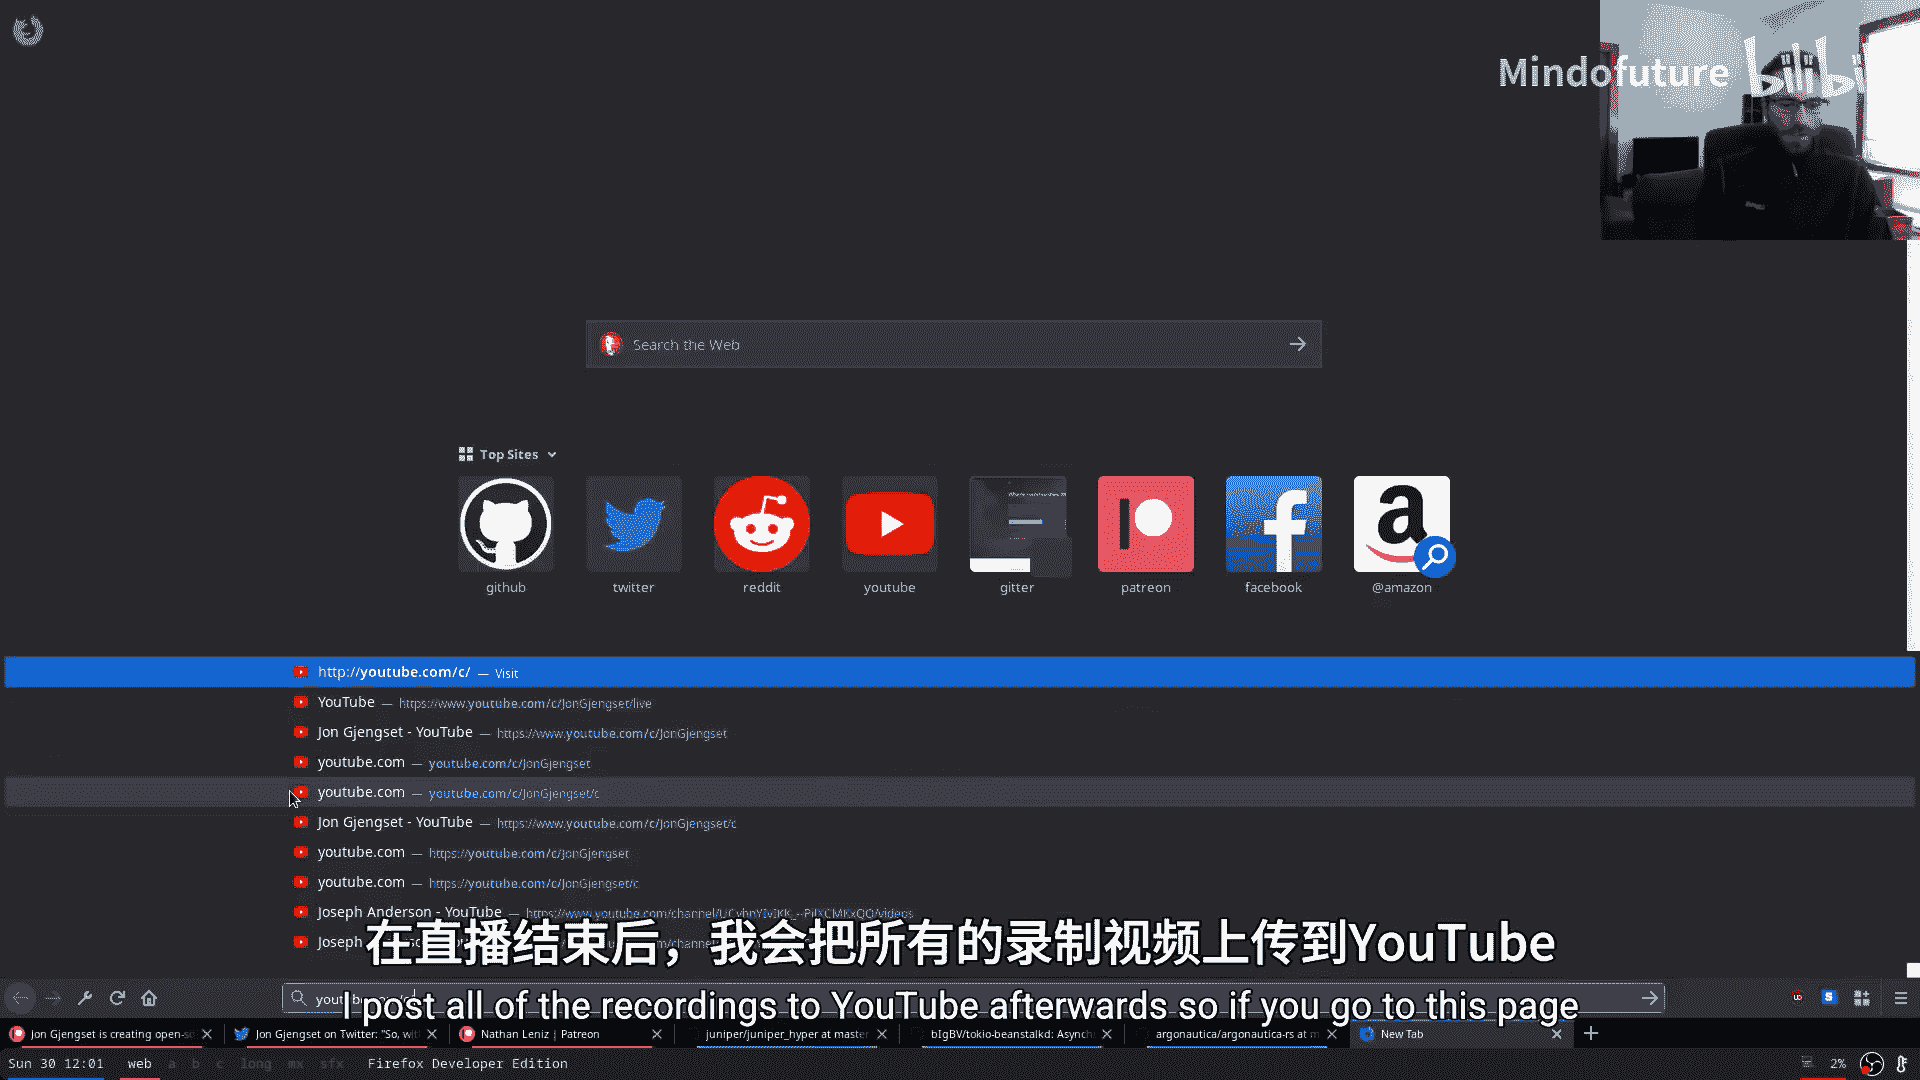 Mindofuture bilibili
Search the Web
Top Sites
github
twitter
reddit
youtube
gitter
patreon
facebook
@amazon
http://youtube.com/c/ — Visit
YouTube — https://www.youtube.com/c/JonGjengset/live
Jon Gjengset - YouTube — https://www.youtube.com/c/JonGjengset
youtube.com — youtube.com/c/JonGjengset
youtube.com — youtube.com/c/JonGjengset/c
Jon Gjengset - YouTube — https://www.youtube.com/c/JonGjengset/c
youtube.com — https://youtube.com/c/JonGjengset
youtube.com — https://youtube.com/c/JonGjengset/c
Joseph Anderson - YouTube
Joseph
在直播结束后，我会把所有的录制视频上传到YouTube
I post all of the recordings to YouTube afterwards so if you go to this page
Jon Gjengset is creating open-so
Jon Gjengset on Twitter: "So, wit
Nathan Leniz | Patreon
juniper/juniper_hyper at master
bIgBV/tokio-beanstalkd: Asynch
argonautica/argonautica-rs at m
New Tab
Sun 30 12:01 web a b c long mx sfx Firefox Developer Edition 2%